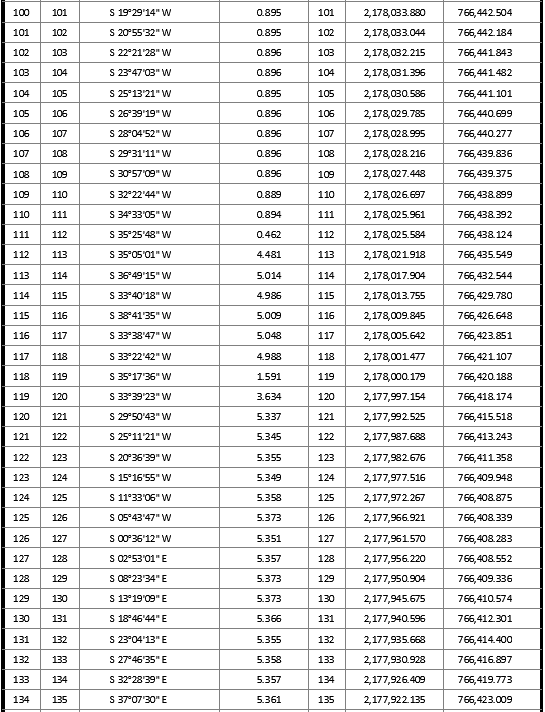 100 101 S 19°29'14" W 0.895 101 2,178,033.880 766,442.504
101 102 S 20°55'32" W 0.895 102 2,178,033.044 766,442.184
102 103 S 22°21'28" W 0.896 103 2,178,032.215 766,441.843
103 104 S 23°47'03" W 0.896 104 2,178,031.396 766,441.482
104 105 S 25°13'21" W 0.895 105 2,178,030.586 766,441.101
105 106 S 26°39'19" W 0.896 106 2,178,029.785 766,440.699
106 107 S 28°04'52" W 0.896 107 2,178,028.995 766,440.277
107 108 S 29°31'11" W 0.896 108 2,178,028.216 766,439.836
108 109 S 30°57'09" W 0.896 109 2,178,027.448 766,439.375
109 110 S 32°22'44" W 0.889 110 2,178,026.697 766,438.899
110 111 S 34°33'05" W 0.894 111 2,178,025.961 766,438.392
111 112 S 35°25'48" W 0.462 112 2,178,025.584 766,438.124
112 113 S 35°05'01" W 4.481 113 2,178,021.918 766,435.549
113 114 S 36°49'15" W 5.014 114 2,178,017.904 766,432.544
114 115 S 33°40'18" W 4.986 115 2,178,013.755 766,429.780
115 116 S 38°41'35" W 5.009 116 2,178,009.845 766,426.648
116 117 S 33°38'47" W 5.048 117 2,178,005.642 766,423.851
117 118 S 33°22'42" W 4.988 118 2,178,001.477 766,421.107
118 119 S 35°17'36" W 1.591 119 2,178,000.179 766,420.188
119 120 S 33°39'23" W 3.634 120 2,177,997.154 766,418.174
120 121 S 29°50'43" W 5.337 121 2,177,992.525 766,415.518
121 122 S 25°11'21" W 5.345 122 2,177,987.688 766,413.243
122 123 S 20°36'39" W 5.355 123 2,177,982.676 766,411.358
123 124 S 15°16'55" W 5.349 124 2,177,977.516 766,409.948
124 125 S 11°33'06" W 5.358 125 2,177,972.267 766,408.875
125 126 S 05°43'47" W 5.373 126 2,177,966.921 766,408.339
126 127 S 00°36'12" W 5.351 127 2,177,961.570 766,408.283
127 128 S 02°53'01" E 5.357 128 2,177,956.220 766,408.552
128 129 S 08°23'34" E 5.373 129 2,177,950.904 766,409.336
129 130 S 13°19'09" E 5.373 130 2,177,945.675 766,410.574
130 131 S 18°46'44" E 5.366 131 2,177,940.596 766,412.301
131 132 S 23°04'13" E 5.355 132 2,177,935.668 766,414.400
132 133 S 27°46'35" E 5.358 133 2,177,930.928 766,416.897
133 134 S 32°28'39" E 5.357 134 2,177,926.409 766,419.773
134 135 S 37°07'30" E 5.361 135 2,177,922.135 766,423.009